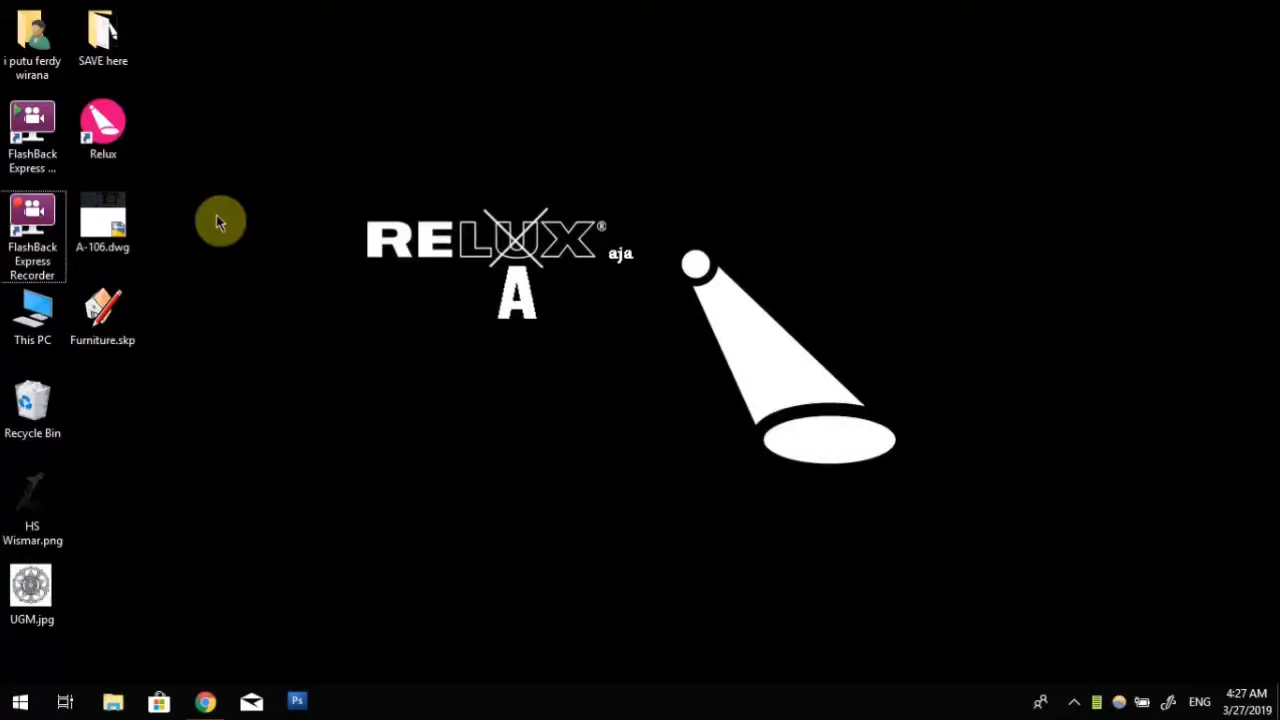 i putu ferdy
wirana
SAVE here
FlashBack
Express ...
Relux
FlashBack
Express
Recorder
A-106.dwg
This PC
Furniture.skp
Recycle Bin
HS
Wismar.png
UGM.jpg
RELUX® aja
A
Ps
ENG
4:27 AM
3/27/2019